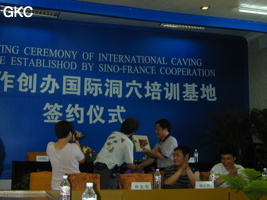 GKC
ING CEREMONY OF INTERNATIONAL CAVING
E ESTABLISHOD BY SINO-FRANCE COOPERATION
作创办国际洞穴培训基地
签约仪式